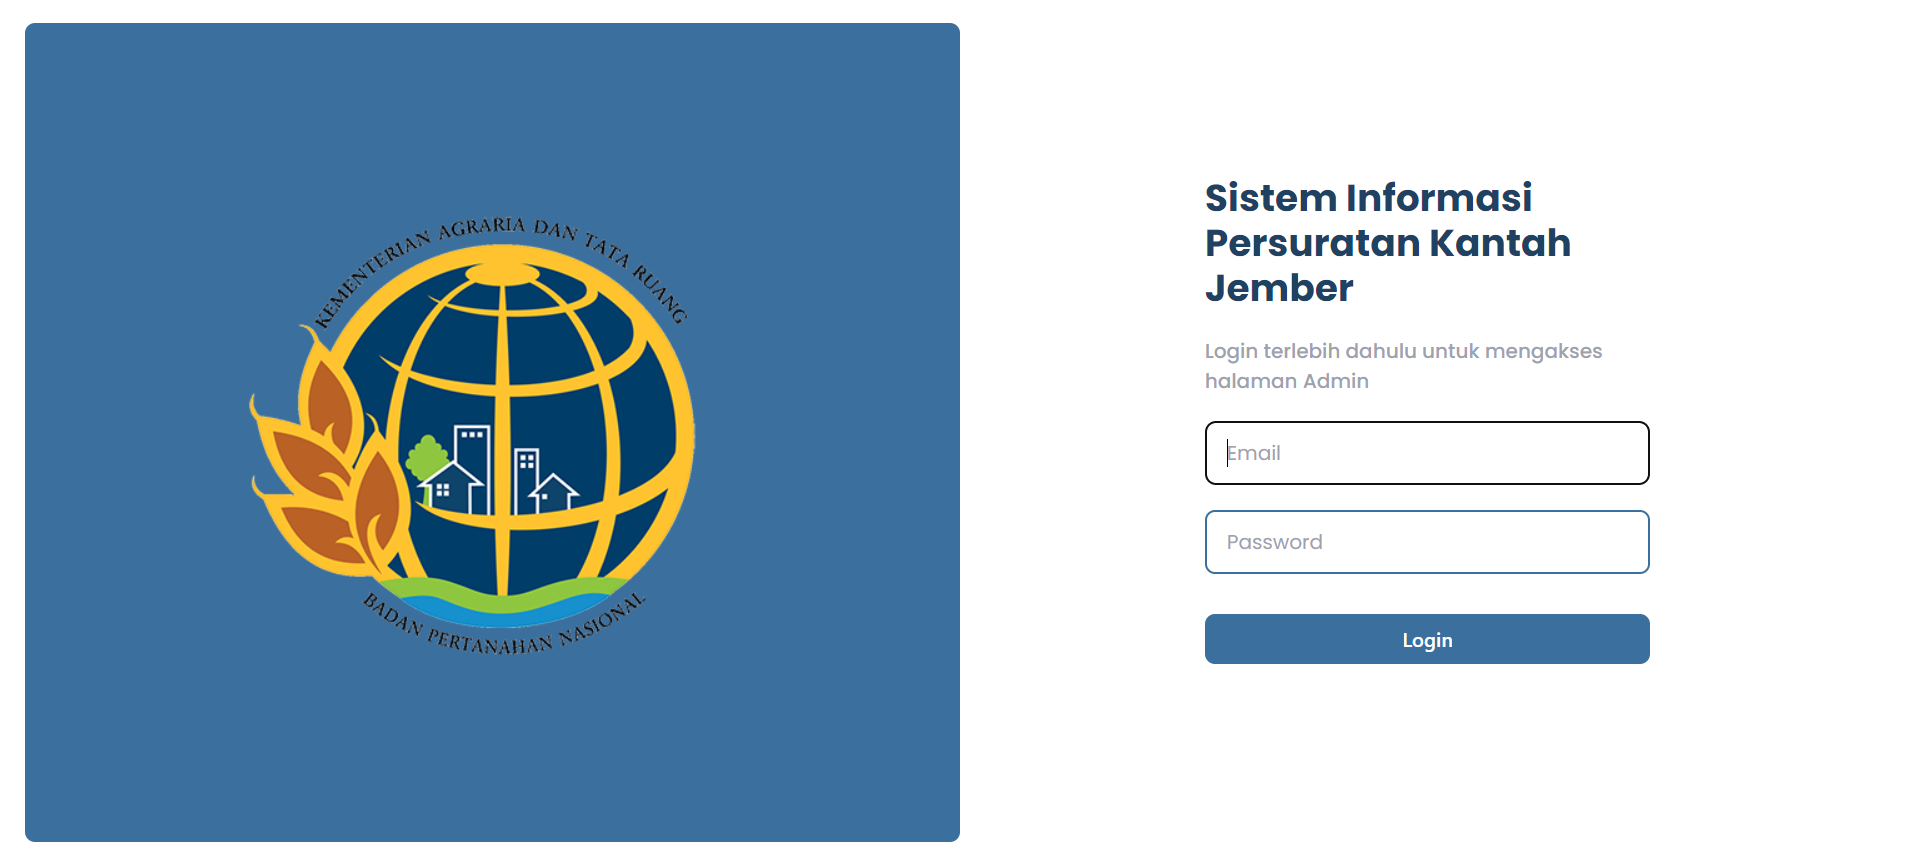 KEMENTERIAN AGRARIA DAN TATA RUANG
BADAN PERTANAHAN NASIONAL
Sistem Informasi
Persuratan Kantah
Jember
Login terlebih dahulu untuk mengakses
halaman Admin
Email
Password
Login